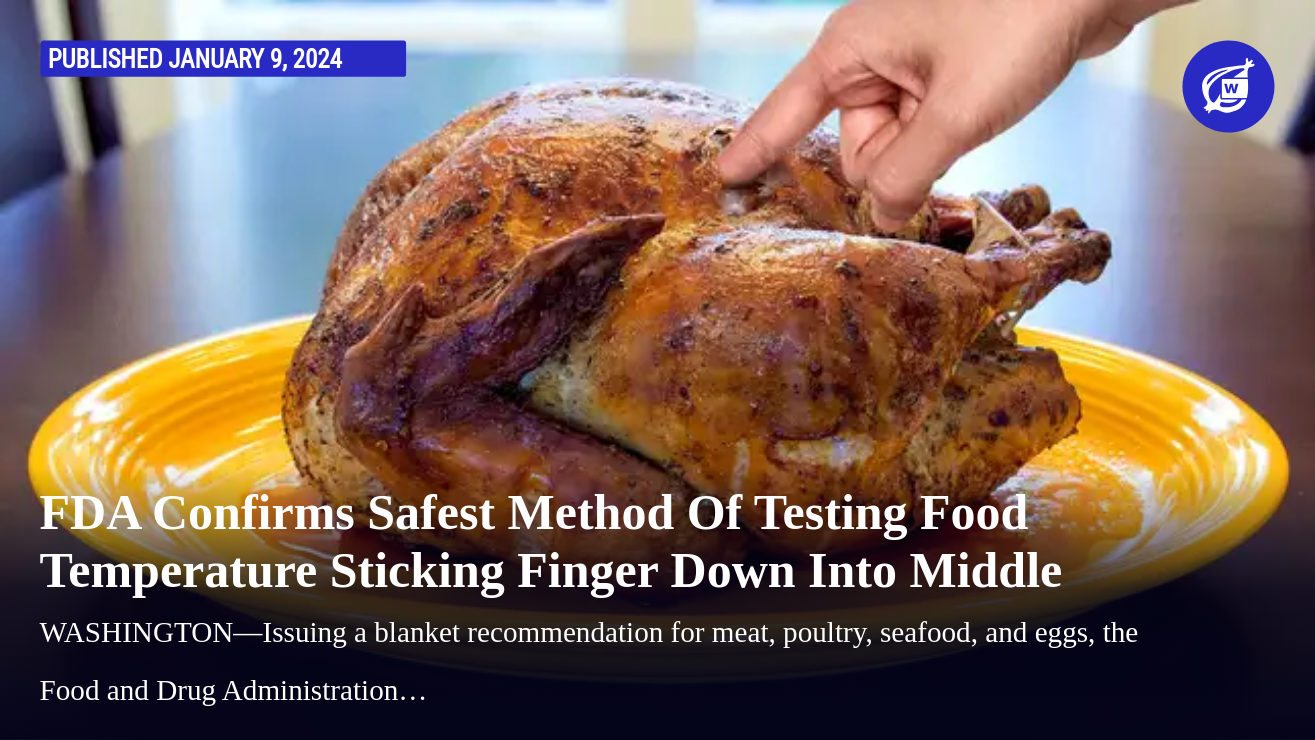 PUBLISHED JANUARY 9, 2024
W
FDA Confirms Safest Method Of Testing Food
Temperature Sticking Finger Down Into Middle
WASHINGTON—Issuing a blanket recommendation for meat, poultry, seafood, and eggs, the
Food and Drug Administration…